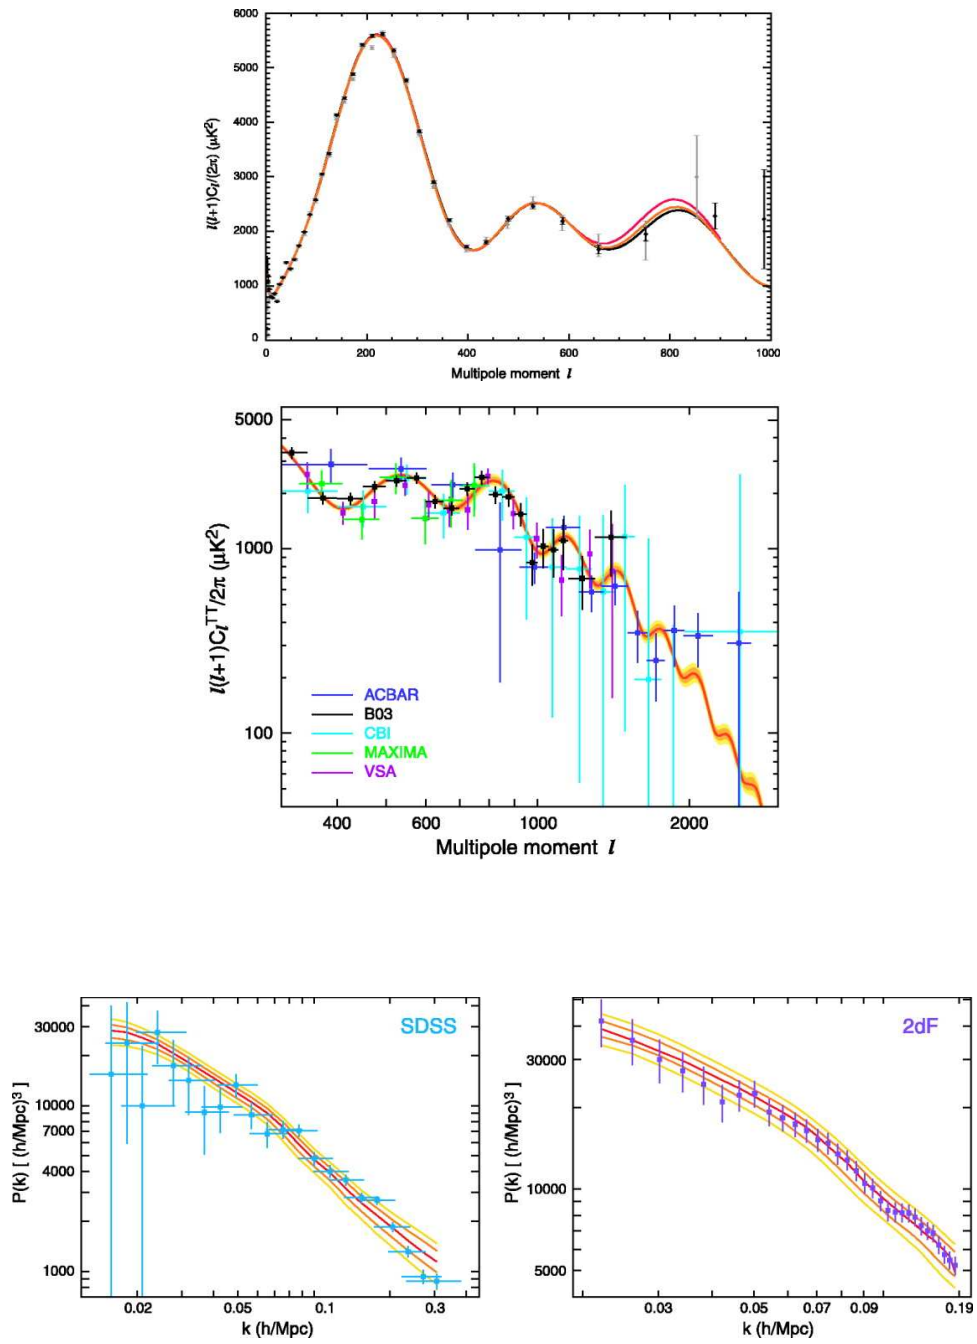 6000
5000
4000
3000
2000
1000
0
l(l+1)Cl/(2π) (μK²)
0 200 400 600 800 1000
Multipole moment l
5000
1000
100
l(l+1)Cl^TT/2π (μK²)
ACBAR
B03
CBI
MAXIMA
VSA
400 600 1000 2000
Multipole moment l
SDSS
30000
10000
7000
4000
1000
P(k) [ (h/Mpc)³]
0.02 0.05 0.1 0.3
k (h/Mpc)
2dF
30000
10000
5000
P(k) [ (h/Mpc)³]
0.03 0.05 0.07 0.09 0.19
k (h/Mpc)